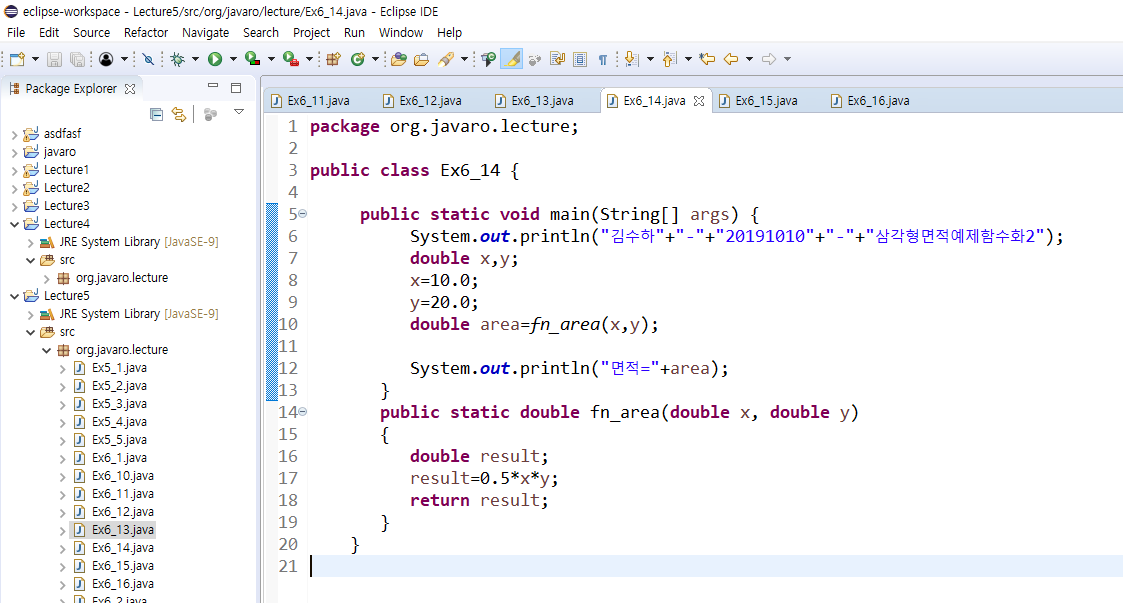 eclipse-workspace - Lecture5/src/org/javaro/lecture/Ex6_14.java - Eclipse IDE
File Edit Source Refactor Navigate Search Project Run Window Help
Package Explorer
asdfasf
javaro
Lecture1
Lecture2
Lecture3
Lecture4
JRE System Library [JavaSE-9]
src
org.javaro.lecture
Lecture5
JRE System Library [JavaSE-9]
src
org.javaro.lecture
Ex5_1.java
Ex5_2.java
Ex5_3.java
Ex5_4.java
Ex5_5.java
Ex6_1.java
Ex6_10.java
Ex6_11.java
Ex6_12.java
Ex6_13.java
Ex6_14.java
Ex6_15.java
Ex6_16.java
Ex6_2.java
Ex6_11.java Ex6_12.java Ex6_13.java Ex6_14.java Ex6_15.java Ex6_16.java
1 package org.javaro.lecture;
2
3 public class Ex6_14 {
4
5 public static void main(String[] args) {
6 System.out.println("김수하"+"-"+"20191010"+"-"+"삼각형면적예제함수화2");
7 double x,y;
8 x=10.0;
9 y=20.0;
10 double area=fn_area(x,y);
11
12 System.out.println("면적="+area);
13 }
14 public static double fn_area(double x, double y)
15 {
16 double result;
17 result=0.5*x*y;
18 return result;
19 }
20 }
21